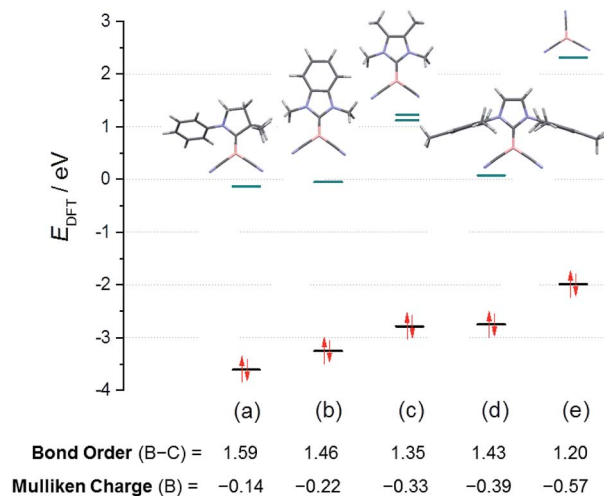 3
2
1
0
-1
-2
-3
-4
E_DFT / eV
(a) (b) (c) (d) (e)
Bond Order (B−C) = 1.59 1.46 1.35 1.43 1.20
Mulliken Charge (B) = −0.14 −0.22 −0.33 −0.39 −0.57